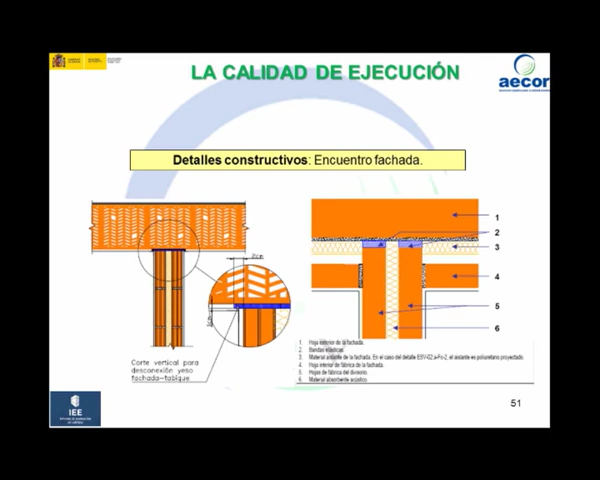 LA CALIDAD DE EJECUCIÓN
aecor
Detalles constructivos: Encuentro fachada.
1
2
3
4
5
6
Corte vertical para
desconexión yeso
fachada-tabique
1. Hoja exterior de la fachada.
2. Bandas elásticas.
3. Material aislante de la fachada. En el caso del detalle ESV-02.a-Fo-2, el aislante es poliuretano proyectado.
4. Hoja interior de fábrica de la fachada.
5. Hojas de fábrica del divisorio.
6. Material absorbente acústico.
IEE
51